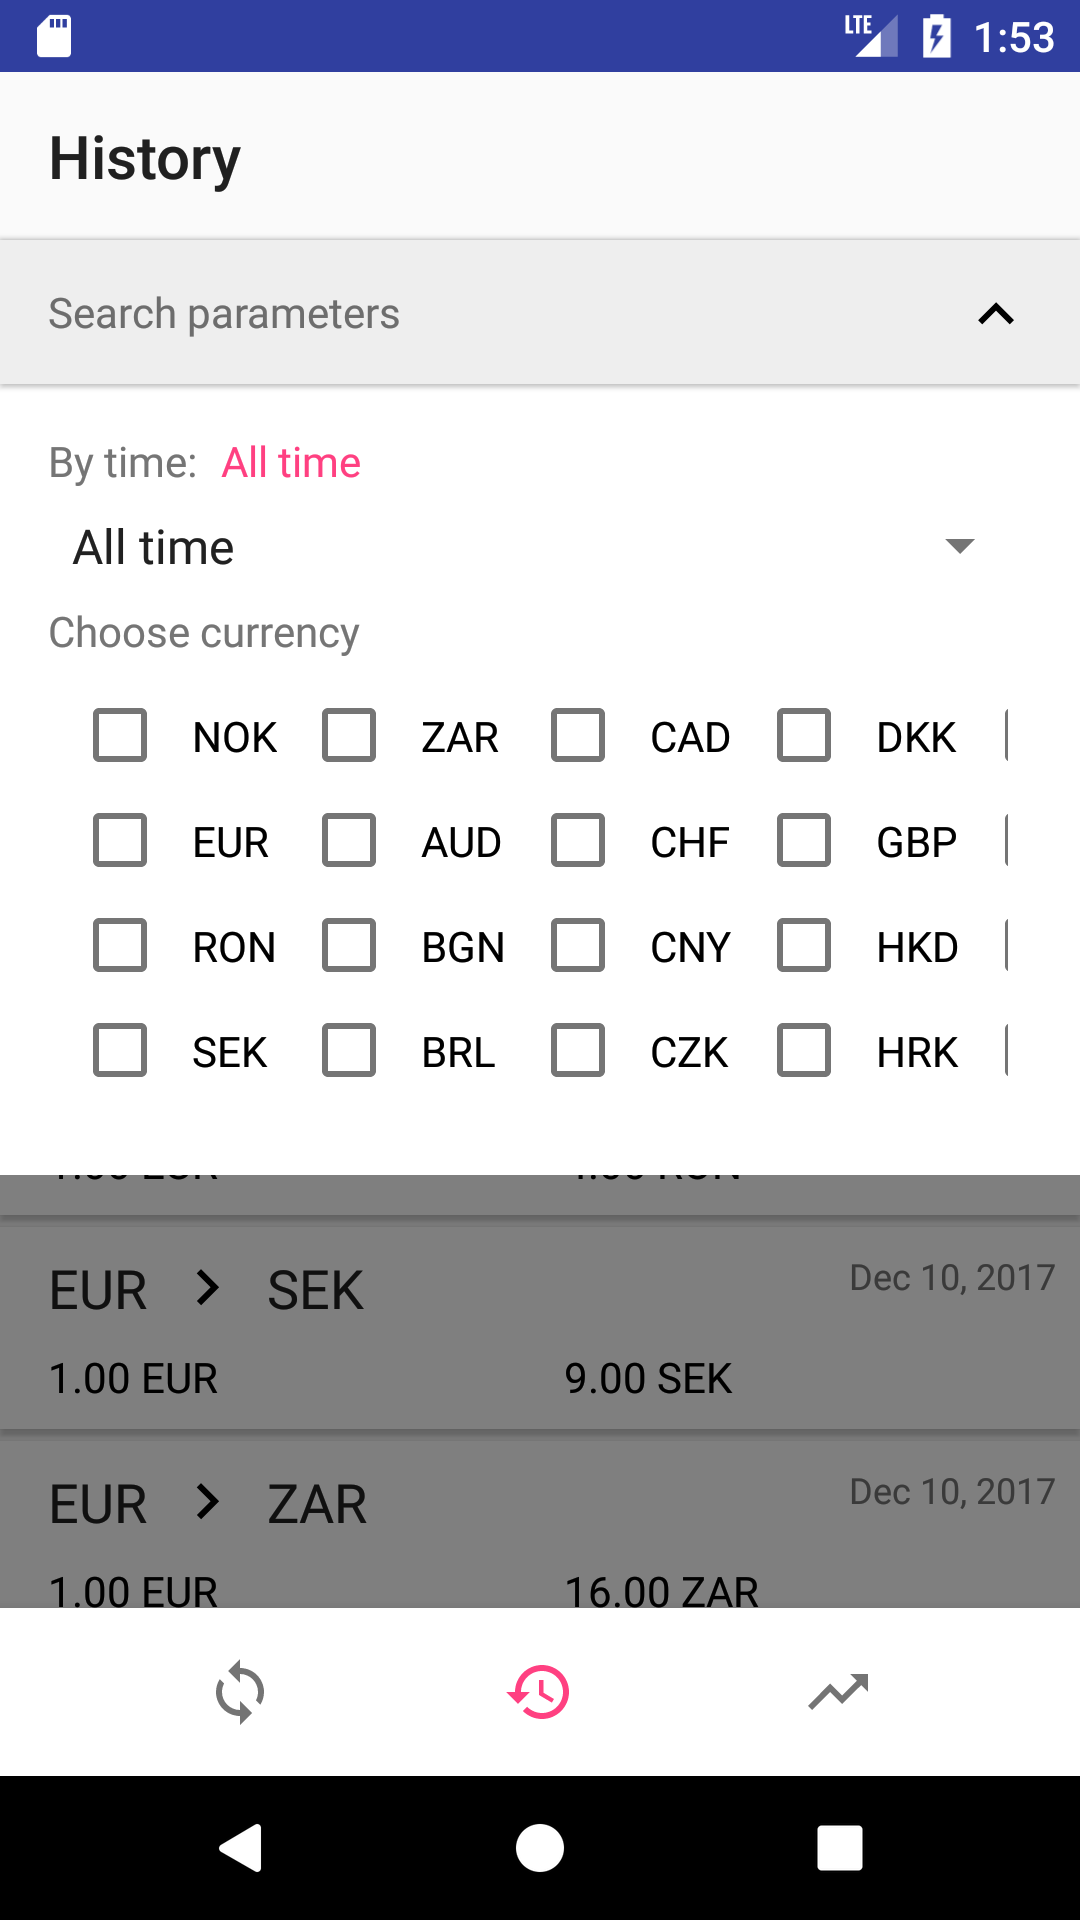 LTE 1:53
History
Search parameters
By time: All time
All time
Choose currency
NOK ZAR CAD DKK
EUR AUD CHF GBP
RON BGN CNY HKD
SEK BRL CZK HRK
EUR > SEK Dec 10, 2017
1.00 EUR 9.00 SEK
EUR > ZAR Dec 10, 2017
1.00 EUR 16.00 ZAR